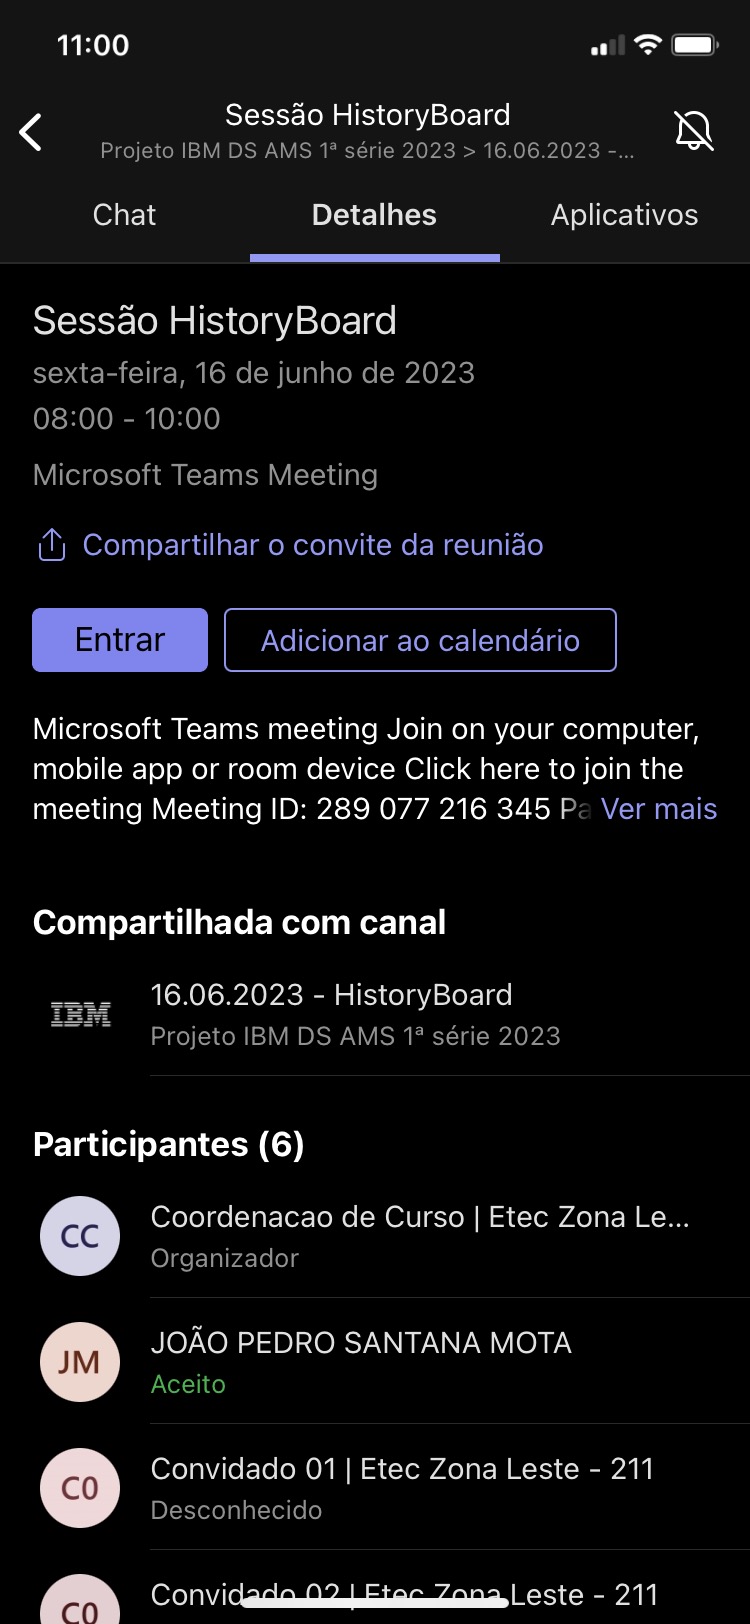 11:00
Sessão HistoryBoard
Projeto IBM DS AMS 1ª série 2023 > 16.06.2023 -...
Chat
Detalhes
Aplicativos
Sessão HistoryBoard
sexta-feira, 16 de junho de 2023
08:00 - 10:00
Microsoft Teams Meeting
Compartilhar o convite da reunião
Entrar
Adicionar ao calendário
Microsoft Teams meeting Join on your computer,
mobile app or room device Click here to join the
meeting Meeting ID: 289 077 216 345 Pa Ver mais
Compartilhada com canal
IBM
16.06.2023 - HistoryBoard
Projeto IBM DS AMS 1ª série 2023
Participantes (6)
CC
Coordenacao de Curso | Etec Zona Le...
Organizador
JM
JOÃO PEDRO SANTANA MOTA
Aceito
C0
Convidado 01 | Etec Zona Leste - 211
Desconhecido
C0
Convidado 02 | Etec Zona Leste - 211